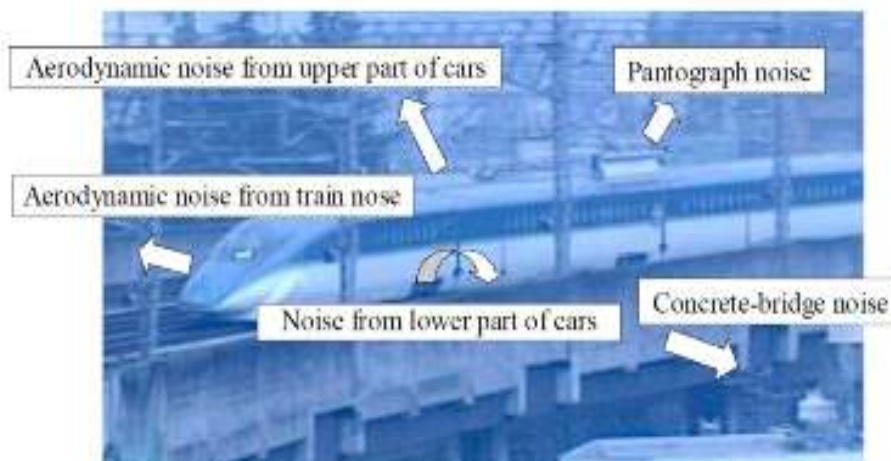 Aerodynamic noise from upper part of cars
Pantograph noise
Aerodynamic noise from train nose
Concrete-bridge noise
Noise from lower part of cars